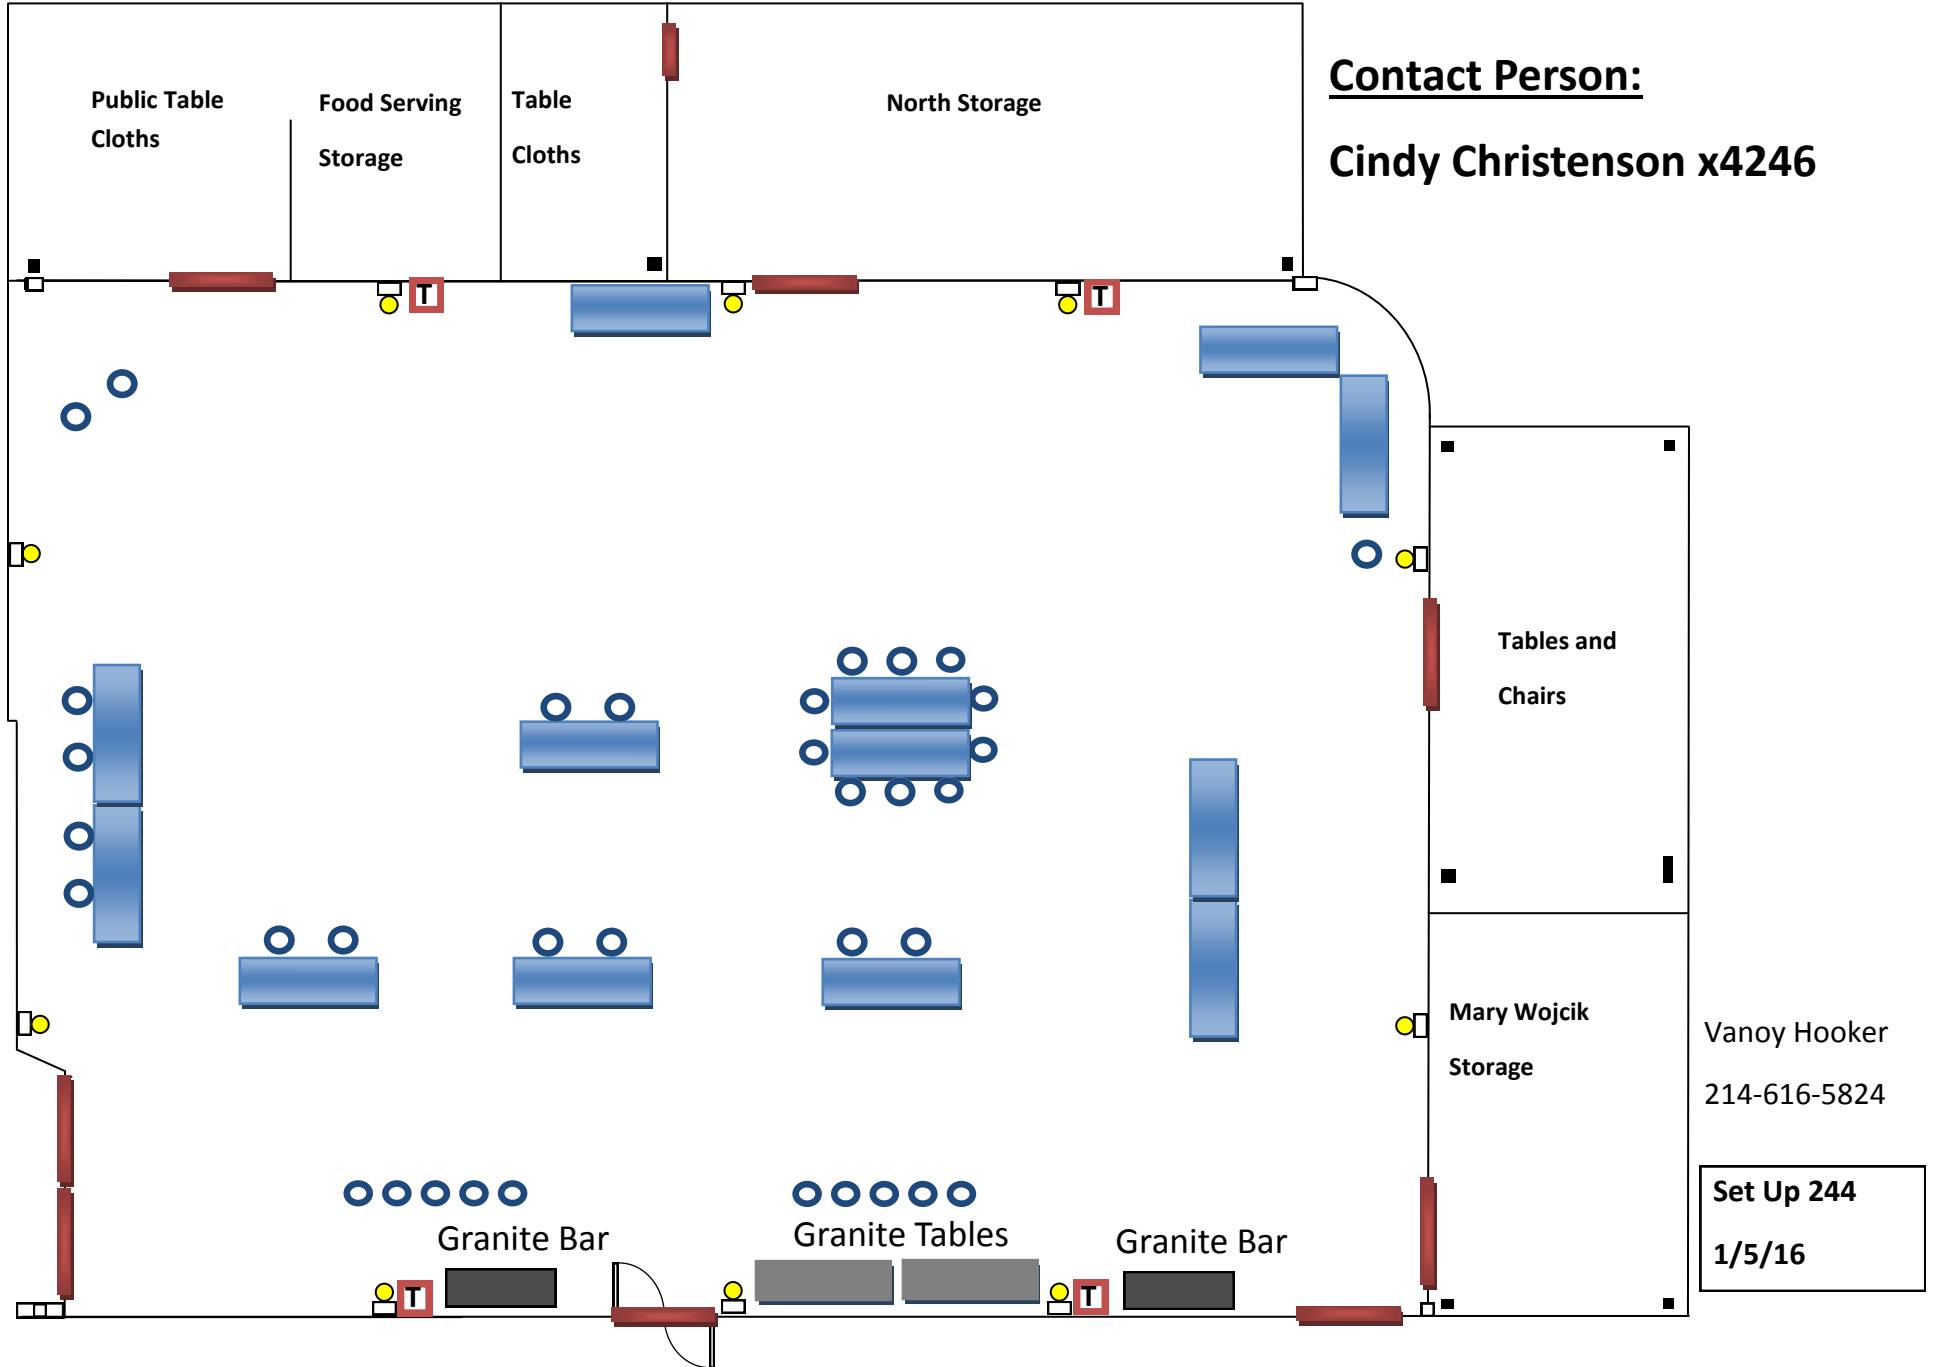 Contact Person:
Cindy Christenson x4246
Public Table
Cloths
Food Serving
Storage
Table
Cloths
North Storage
T
T
Tables and
Chairs
Mary Wojcik
Storage
Vanoy Hooker
214-616-5824
Set Up 244
1/5/16
Granite Bar
Granite Tables
Granite Bar
T
T